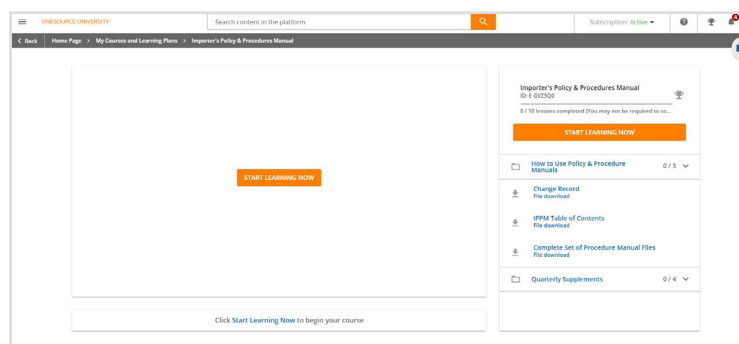 ONESOURCE UNIVERSITY
Search content in the platform
Subscription: Active
4
Back Home Page > My Courses and Learning Plans > Importer's Policy & Procedures Manual
START LEARNING NOW
Click Start Learning Now to begin your course
Importer's Policy & Procedures Manual
ID: E GVZ5Q0
0 / 10 lessons completed (You may not be required to co...
START LEARNING NOW
How to Use Policy & Procedure
Manuals
0 / 3
Change Record
File download
IPPM Table of Contents
File download
Complete Set of Procedure Manual Files
File download
Quarterly Supplements
0 / 4